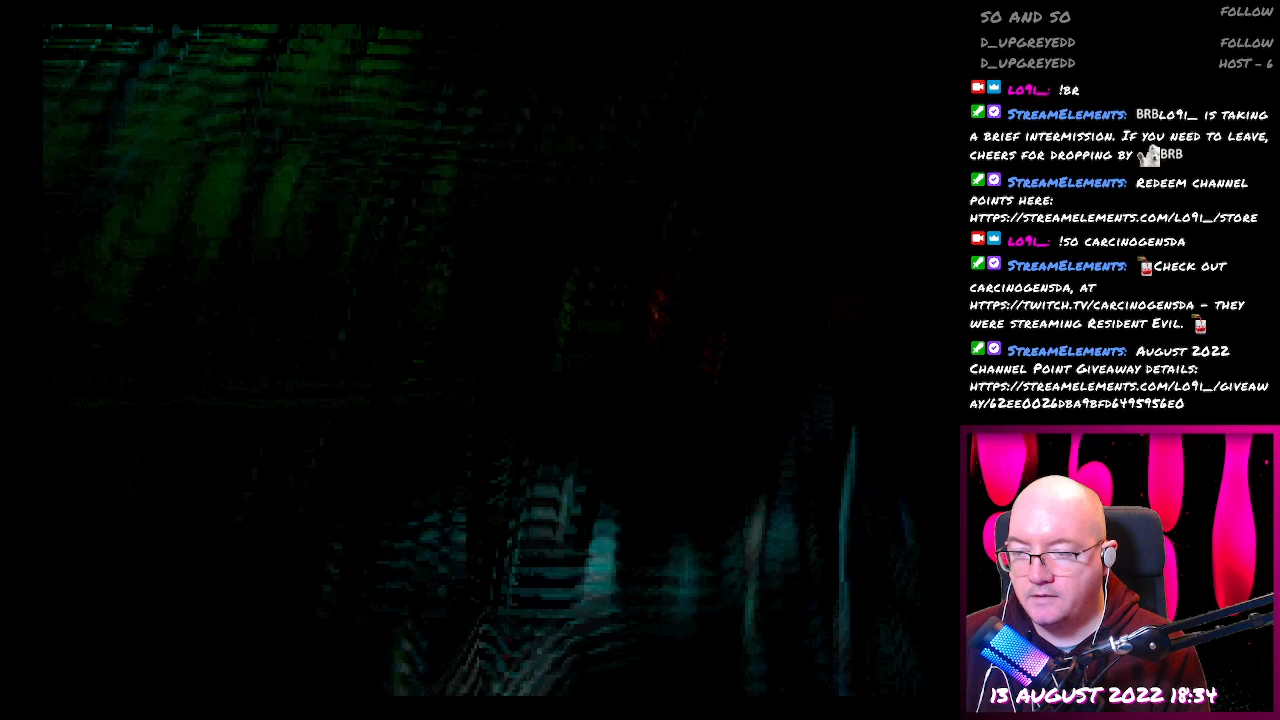 SO AND SO FOLLOW
D_UPGREYEDD FOLLOW
D_UPGREYEDD HOST - 6
LO9I_: !BR
StreamElements: BRB LO9I_ IS TAKING
A BRIEF INTERMISSION. IF YOU NEED TO LEAVE,
CHEERS FOR DROPPING BY BRB
StreamElements: REDEEM CHANNEL
POINTS HERE:
HTTPS://STREAMELEMENTS.COM/LO9I_/STORE
LO9I_: !SO CARCINOGENSDA
StreamElements: CHECK OUT
CARCINOGENSDA, AT
HTTPS://TWITCH.TV/CARCINOGENSDA - THEY
WERE STREAMING RESIDENT EVIL.
StreamElements: AUGUST 2022
CHANNEL POINT GIVEAWAY DETAILS:
HTTPS://STREAMELEMENTS.COM/LO9I_/GIVEAW
AY/62EE0026DBA9BFD6495956E0
13 AUGUST 2022 18:34